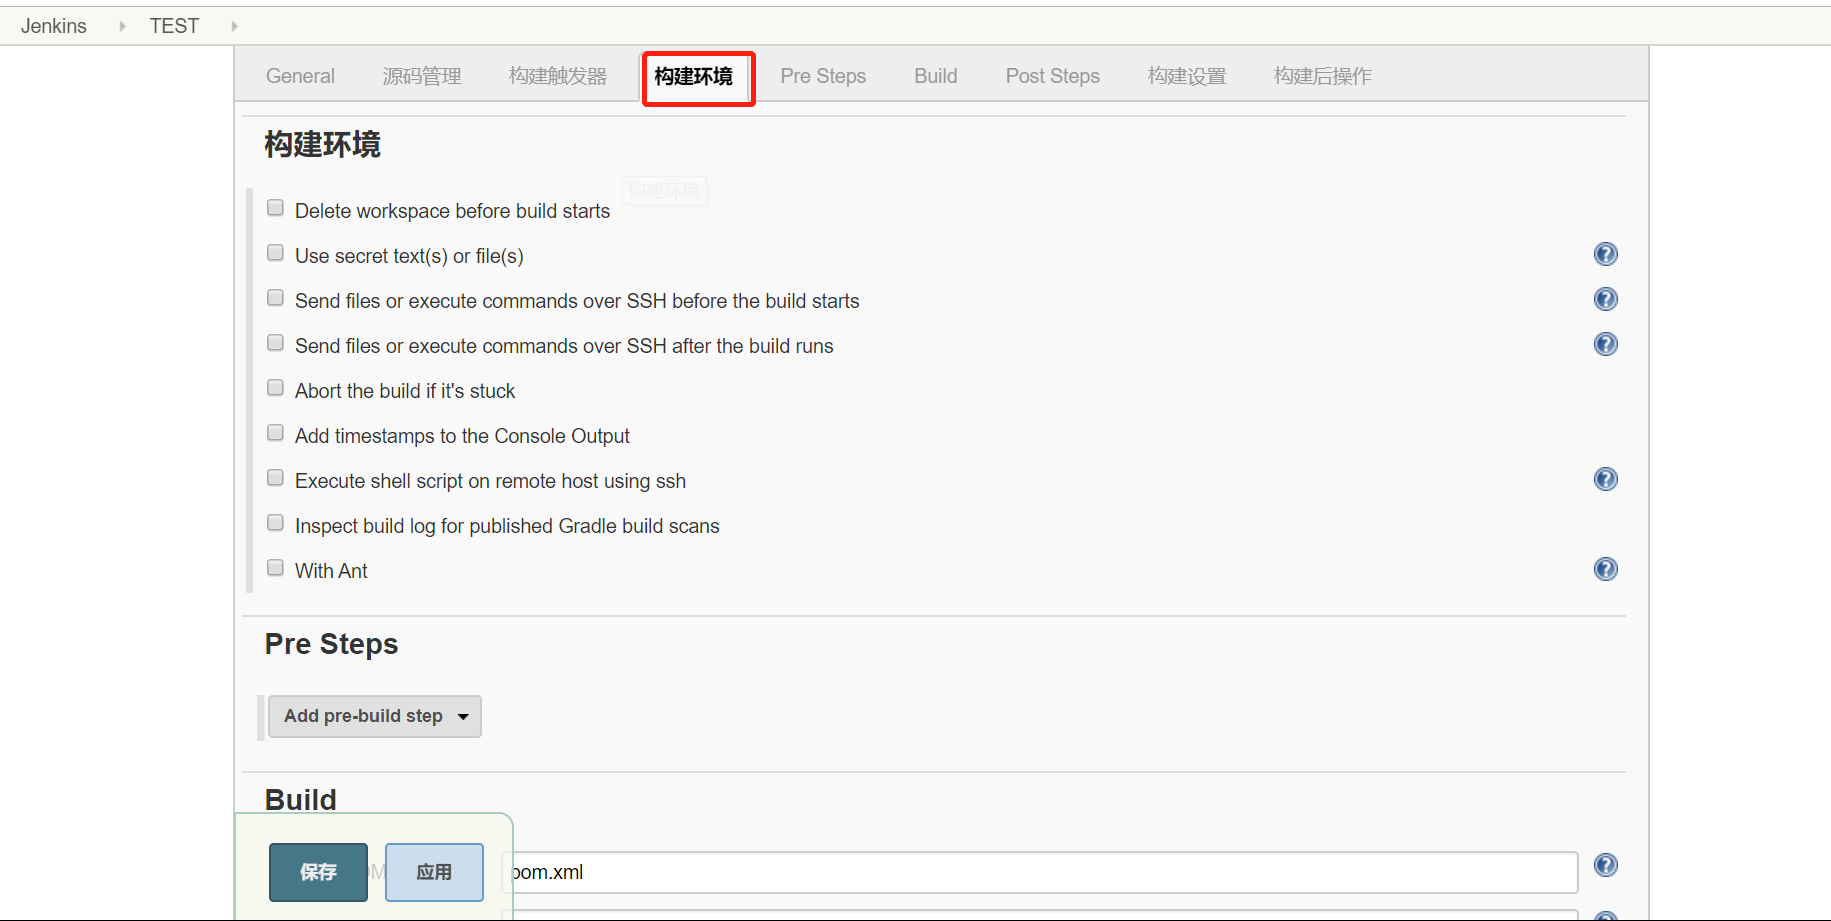 Jenkins TEST
General 源码管理 构建触发器 构建环境 Pre Steps Build Post Steps 构建设置 构建后操作
构建环境
构建环境
Delete workspace before build starts
Use secret text(s) or file(s)
Send files or execute commands over SSH before the build starts
Send files or execute commands over SSH after the build runs
Abort the build if it's stuck
Add timestamps to the Console Output
Execute shell script on remote host using ssh
Inspect build log for published Gradle build scans
With Ant
Pre Steps
Add pre-build step
Build
保存 应用 pom.xml